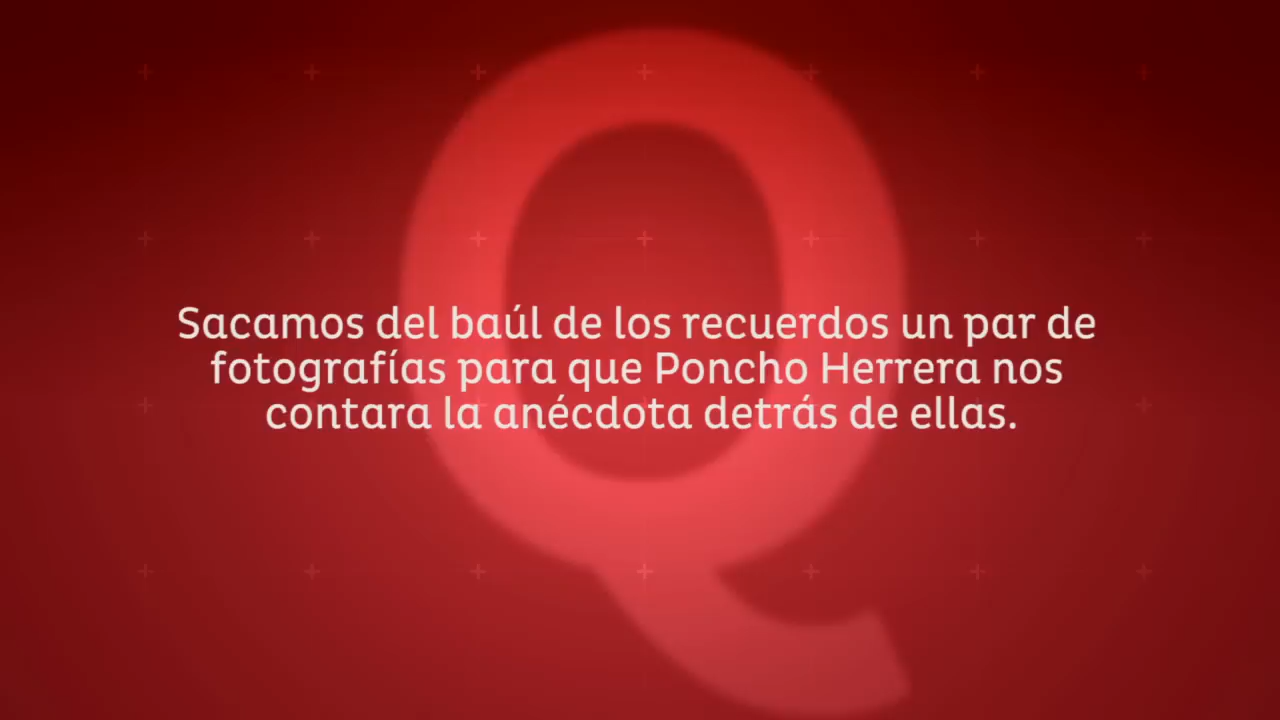 Q
Sacamos del baúl de los recuerdos un par de
fotografías para que Poncho Herrera nos
contara la anécdota detrás de ellas.